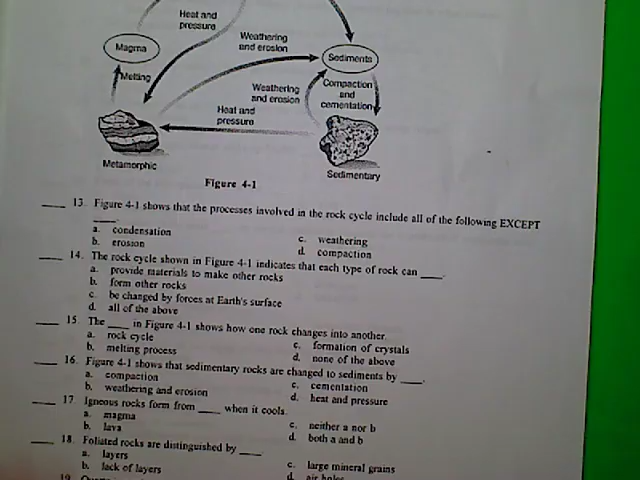 Heat and
pressure
Weathering
and erosion
Magma
Sediments
Melting
Weathering
and erosion
Compaction
and
cementation
Heat and
pressure
Metamorphic
Sedimentary
Figure 4-1
____ 13. Figure 4-1 shows that the processes involved in the rock cycle include all of the following EXCEPT
____.
a. condensation c. weathering
b. erosion d. compaction
____ 14. The rock cycle shown in Figure 4-1 indicates that each type of rock can ____.
a. provide materials to make other rocks
b. form other rocks
c. be changed by forces at Earth's surface
d. all of the above
____ 15. The ____ in Figure 4-1 shows how one rock changes into another.
a. rock cycle c. formation of crystals
b. melting process d. none of the above
____ 16. Figure 4-1 shows that sedimentary rocks are changed to sediments by ____.
a. compaction c. cementation
b. weathering and erosion d. heat and pressure
____ 17. Igneous rocks form from ____ when it cools.
a. magma c. neither a nor b
b. lava d. both a and b
____ 18. Foliated rocks are distinguished by ____.
a. layers c. large mineral grains
b. lack of layers d. air holes
19.